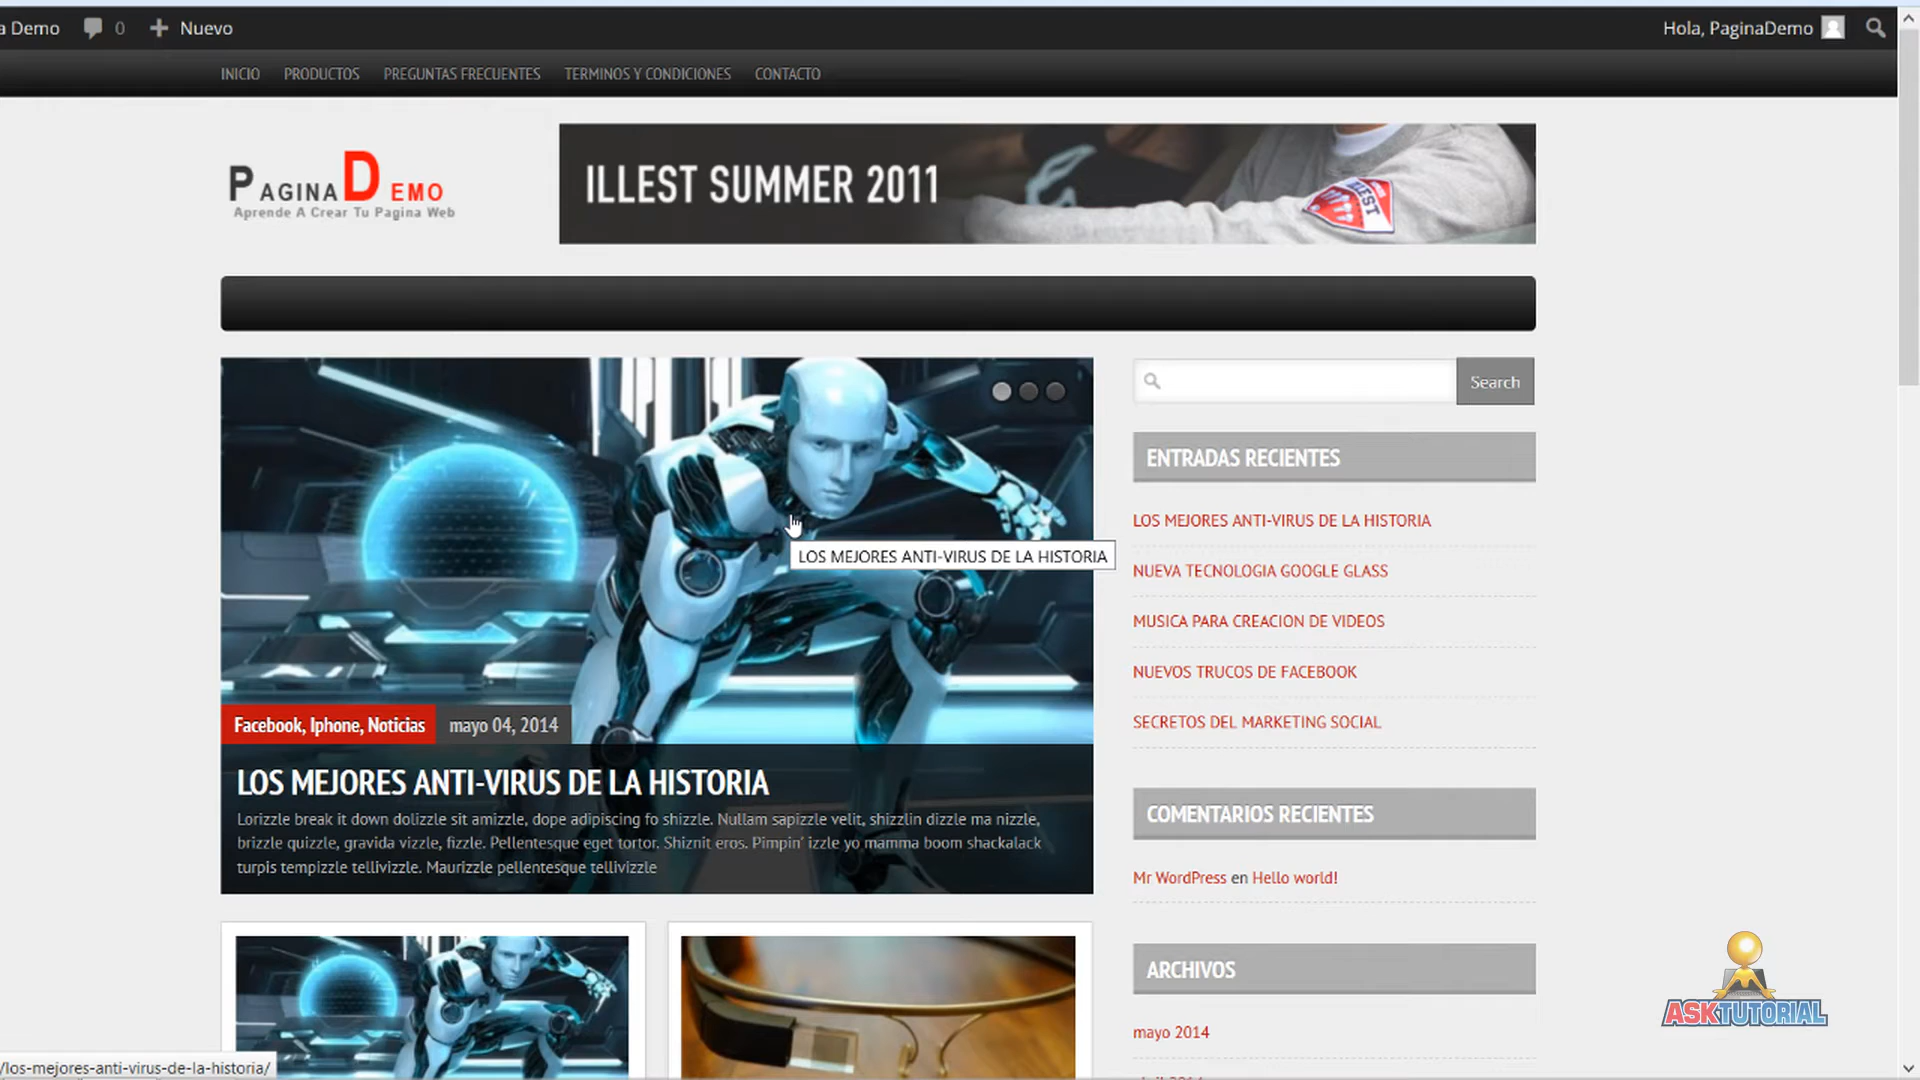 a Demo 0 Nuevo Hola, PaginaDemo
INICIO PRODUCTOS PREGUNTAS FRECUENTES TERMINOS Y CONDICIONES CONTACTO
PAGINA DEMO
Aprende A Crear Tu Pagina Web
ILLEST SUMMER 2011
ILLEST
Search
ENTRADAS RECIENTES
LOS MEJORES ANTI-VIRUS DE LA HISTORIA
NUEVA TECNOLOGIA GOOGLE GLASS
MUSICA PARA CREACION DE VIDEOS
NUEVOS TRUCOS DE FACEBOOK
SECRETOS DEL MARKETING SOCIAL
LOS MEJORES ANTI-VIRUS DE LA HISTORIA
Facebook, Iphone, Noticias mayo 04, 2014
LOS MEJORES ANTI-VIRUS DE LA HISTORIA
Lorizzle break it down dolizzle sit amizzle, dope adipiscing fo shizzle. Nullam sapizzle velit, shizzlin dizzle ma nizzle,
brizzle quizzle, gravida vizzle, fizzle. Pellentesque eget tortor. Shiznit eros. Pimpin' izzle yo mamma boom shackalack
turpis tempizzle tellivizzle. Maurizzle pellentesque tellivizzle
COMENTARIOS RECIENTES
Mr WordPress en Hello world!
ARCHIVOS
mayo 2014
ASKTUTORIAL
/los-mejores-anti-virus-de-la-historia/